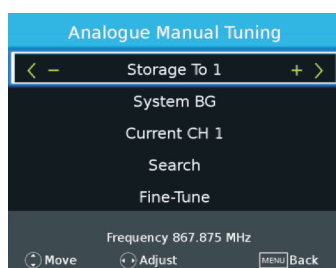 Analogue Manual Tuning
< − Storage To 1 + >
System BG
Current CH 1
Search
Fine-Tune
Frequency 867.875 MHz
Move Adjust MENU Back